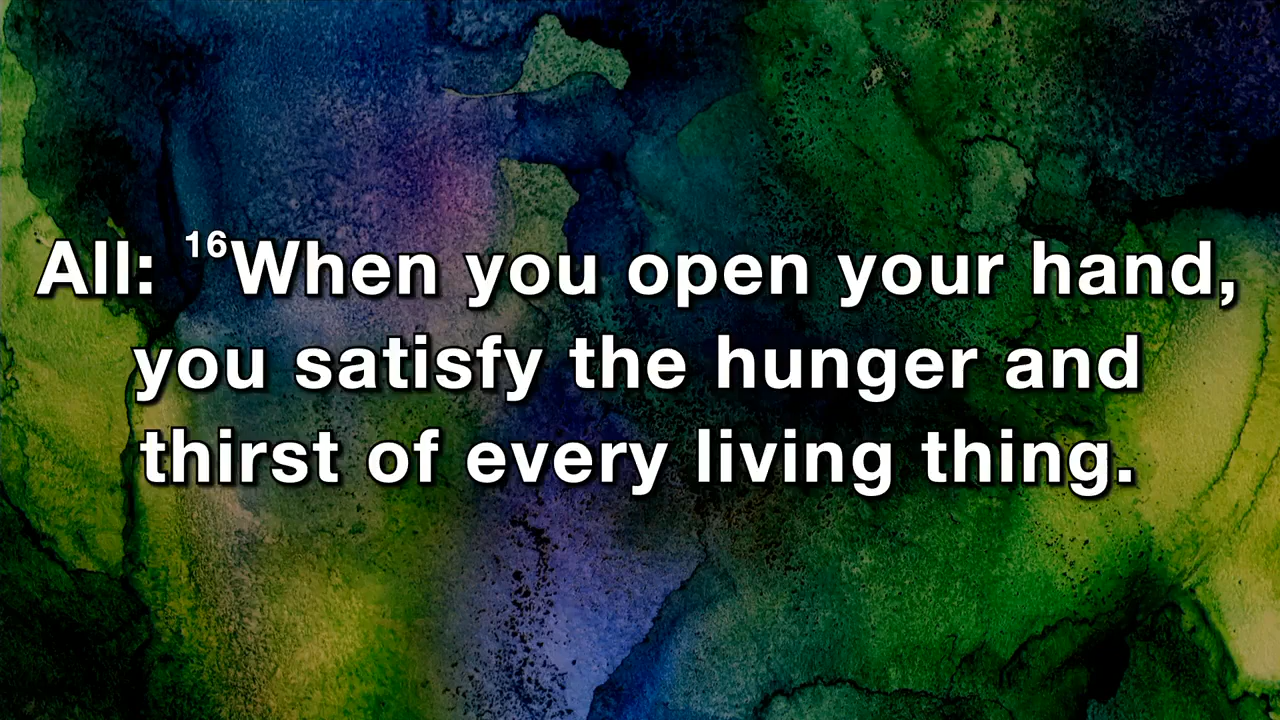 All: ¹⁶When you open your hand,
you satisfy the hunger and
thirst of every living thing.